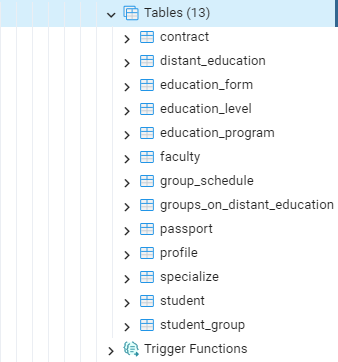 Tables (13)
contract
distant_education
education_form
education_level
education_program
faculty
group_schedule
groups_on_distant_education
passport
profile
specialize
student
student_group
Trigger Functions